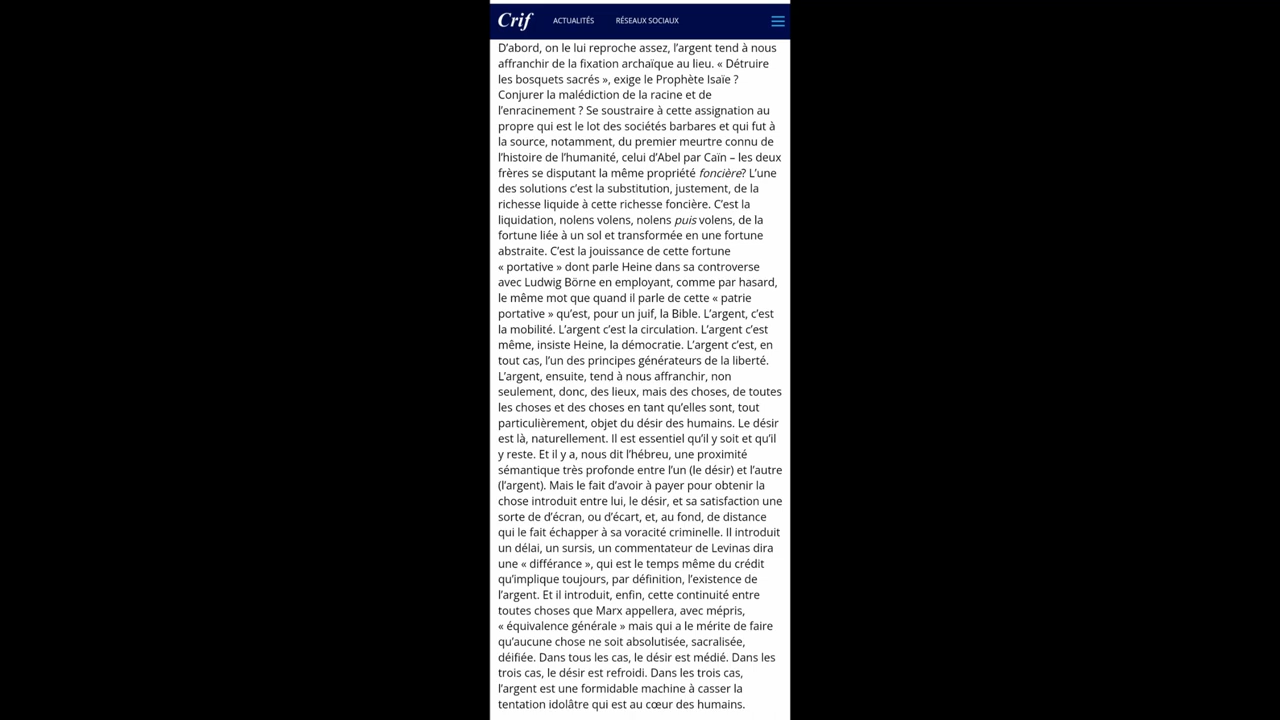 Crif ACTUALITÉS RÉSEAUX SOCIAUX
D’abord, on le lui reproche assez, l’argent tend à nous
affranchir de la fixation archaïque au lieu. « Détruire
les bosquets sacrés », exige le Prophète Isaïe ?
Conjurer la malédiction de la racine et de
l’enracinement ? Se soustraire à cette assignation au
propre qui est le lot des sociétés barbares et qui fut à
la source, notamment, du premier meurtre connu de
l’histoire de l’humanité, celui d’Abel par Caïn – les deux
frères se disputant la même propriété foncière? L’une
des solutions c’est la substitution, justement, de la
richesse liquide à cette richesse foncière. C’est la
liquidation, nolens volens, nolens puis volens, de la
fortune liée à un sol et transformée en une fortune
abstraite. C’est la jouissance de cette fortune
« portative » dont parle Heine dans sa controverse
avec Ludwig Börne en employant, comme par hasard,
le même mot que quand il parle de cette « patrie
portative » qu’est, pour un juif, la Bible. L’argent, c’est
la mobilité. L’argent c’est la circulation. L’argent c’est
même, insiste Heine, la démocratie. L’argent c’est, en
tout cas, l’un des principes générateurs de la liberté.
L’argent, ensuite, tend à nous affranchir, non
seulement, donc, des lieux, mais des choses, de toutes
les choses et des choses en tant qu’elles sont, tout
particulièrement, objet du désir des humains. Le désir
est là, naturellement. Il est essentiel qu’il y soit et qu’il
y reste. Et il y a, nous dit l’hébreu, une proximité
sémantique très profonde entre l’un (le désir) et l’autre
(l’argent). Mais le fait d’avoir à payer pour obtenir la
chose introduit entre lui, le désir, et sa satisfaction une
sorte de d’écran, ou d’écart, et, au fond, de distance
qui le fait échapper à sa voracité criminelle. Il introduit
un délai, un sursis, un commentateur de Levinas dira
une « différance », qui est le temps même du crédit
qu’implique toujours, par définition, l’existence de
l’argent. Et il introduit, enfin, cette continuité entre
toutes choses que Marx appellera, avec mépris,
« équivalence générale » mais qui a le mérite de faire
qu’aucune chose ne soit absolutisée, sacralisée,
déifiée. Dans tous les cas, le désir est médié. Dans les
trois cas, le désir est refroidi. Dans les trois cas,
l’argent est une formidable machine à casser la
tentation idolâtre qui est au cœur des humains.